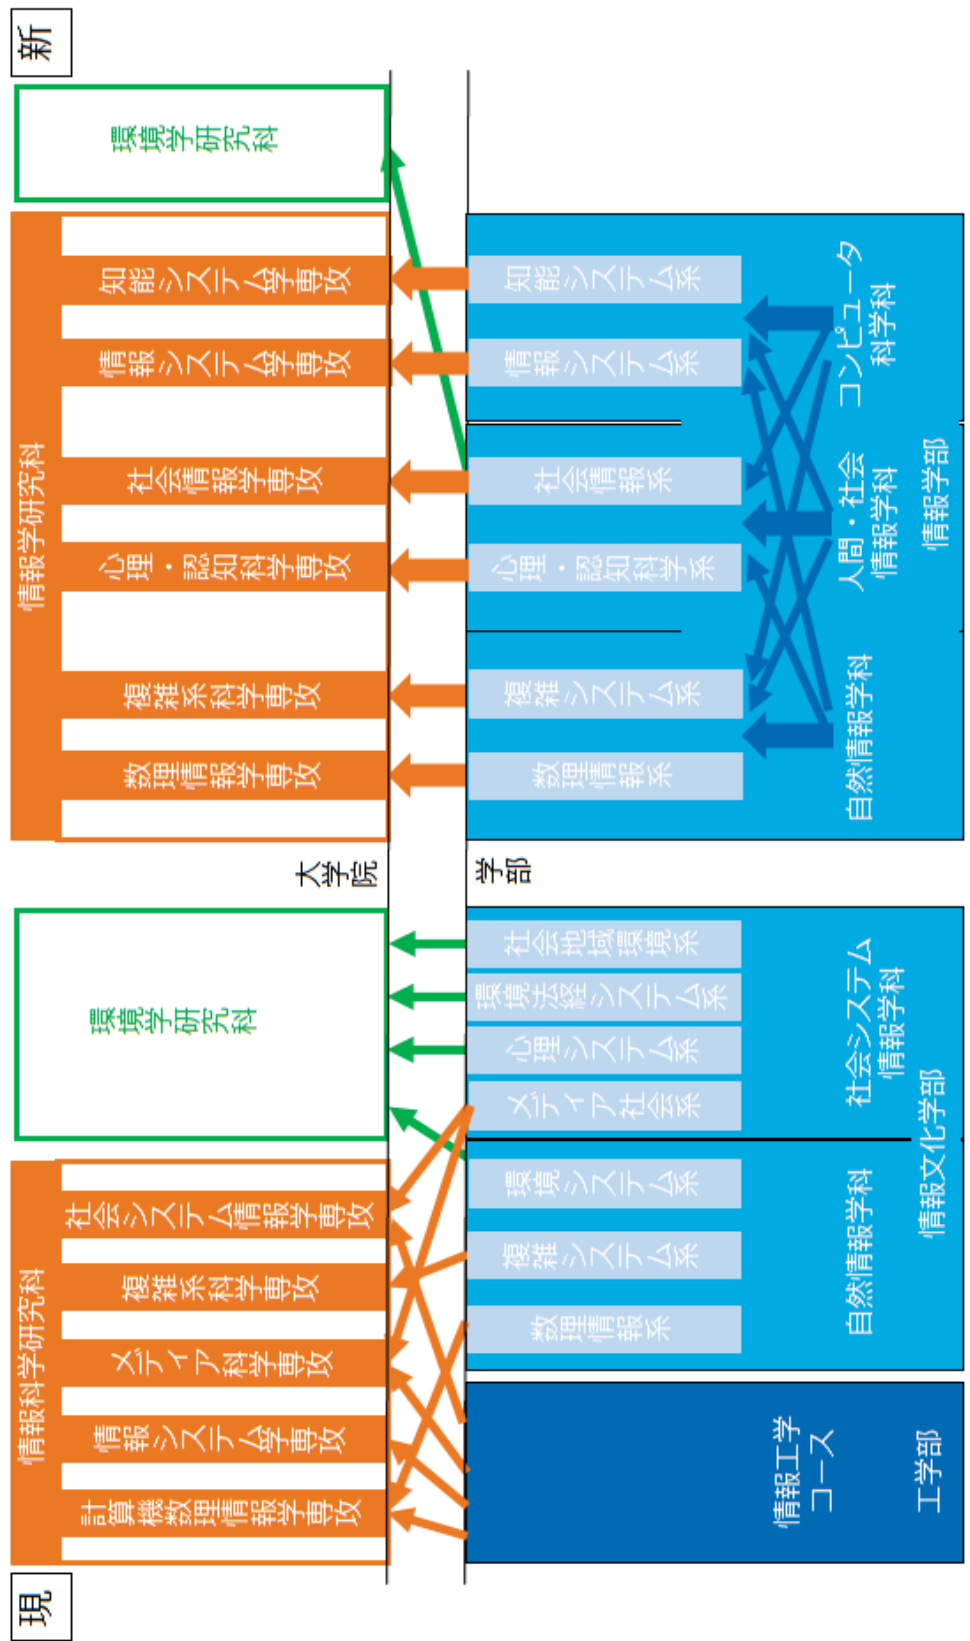 現
情報科学研究科
計算機数理情報学専攻
情報システム学専攻
メディア科学専攻
複雑系科学専攻
社会システム情報学専攻
環境学研究科
大学院
学部
数理情報系
複雑システム系
環境システム系
メディア社会系
心理システム系
環境法経システム系
社会地域環境系
情報工学
コース
工学部
自然情報学科
社会システム
情報学科
情報文化学部
新
情報学研究科
数理情報学専攻
複雑系科学専攻
心理・認知科学専攻
社会情報学専攻
情報システム学専攻
知能システム学専攻
環境学研究科
数理情報系
複雑システム系
心理・認知科学系
社会情報系
情報システム系
知能システム系
自然情報学科
人間・社会
情報学科
コンピュータ
科学科
情報学部